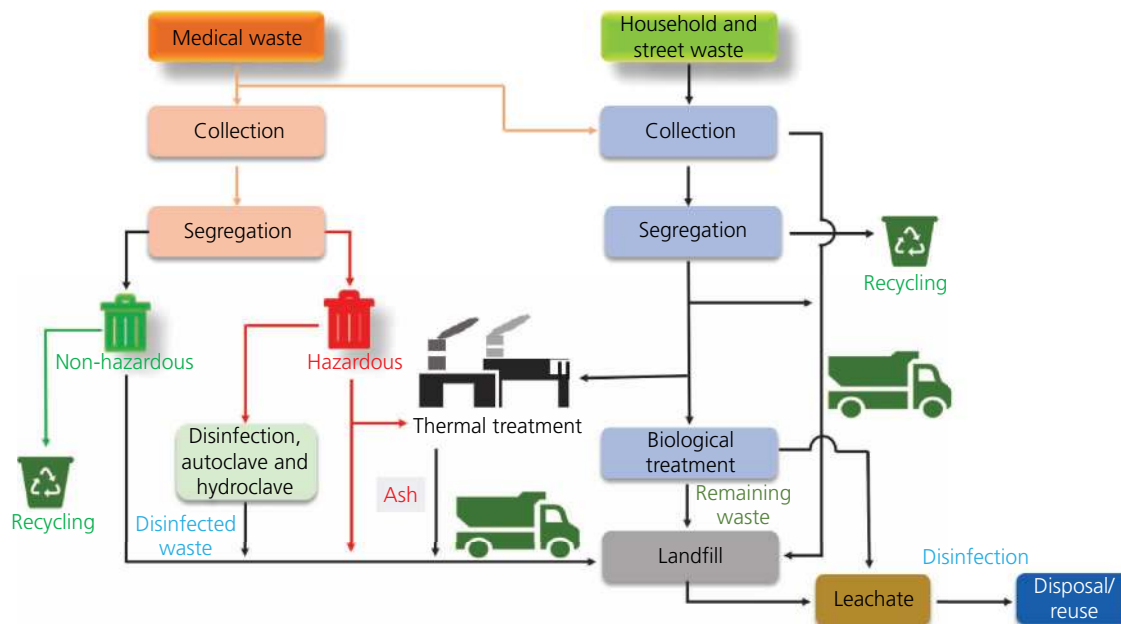 Medical waste
Household and
street waste
Collection
Collection
Segregation
Segregation
Recycling
Non-hazardous
Hazardous
Thermal treatment
Disinfection,
autoclave and
hydroclave
Biological
treatment
Recycling
Ash
Remaining
waste
Disinfected
waste
Landfill
Disinfection
Leachate
Disposal/
reuse